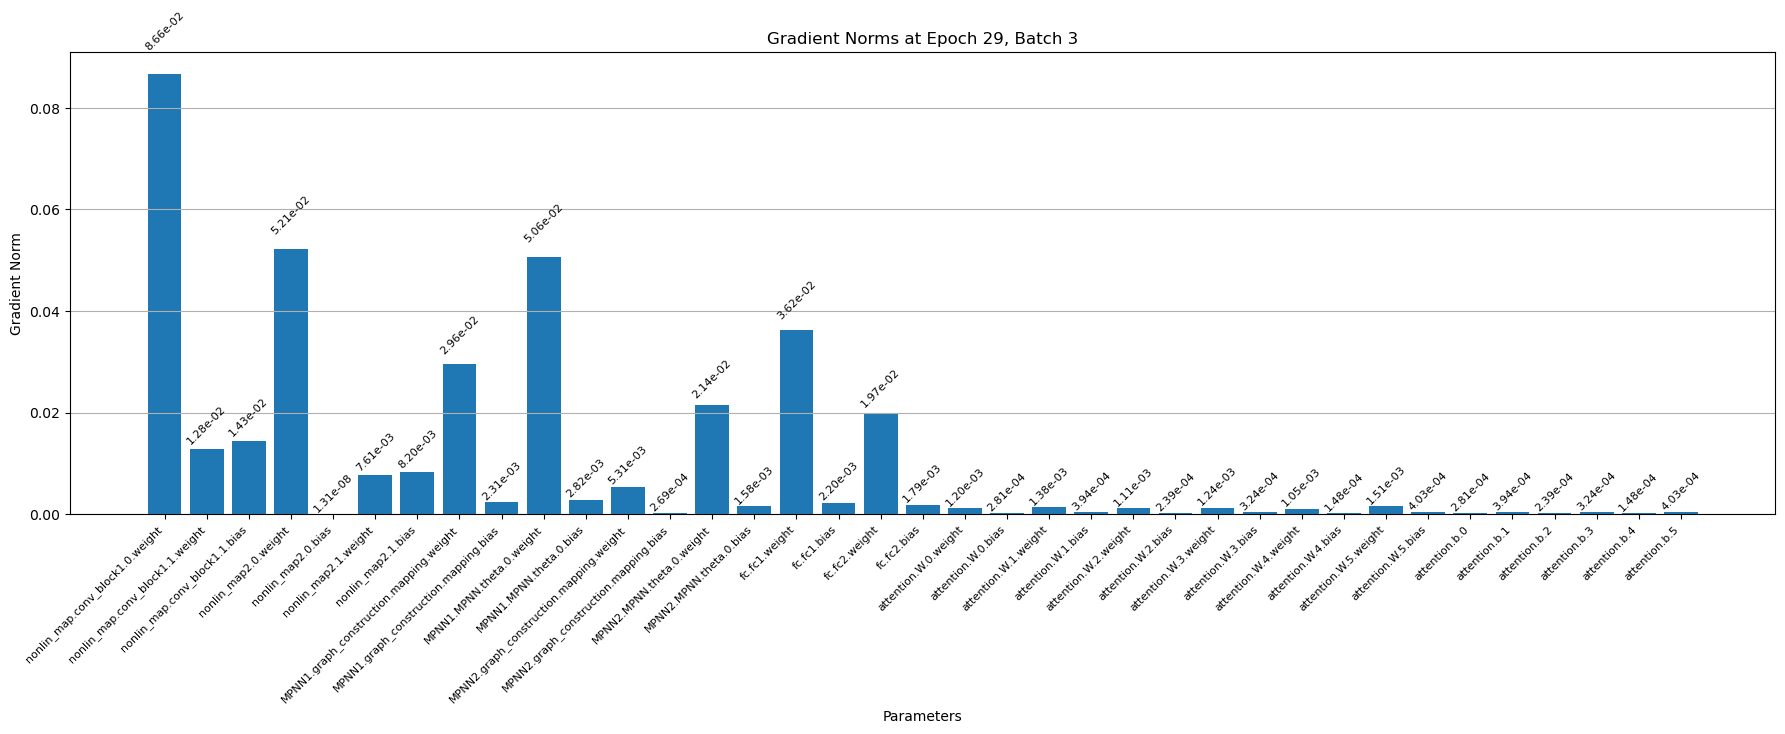 Gradient Norms at Epoch 29, Batch 3
Gradient Norm
0.08
0.06
0.04
0.02
0.00
8.66e-02
1.28e-02
1.43e-02
5.21e-02
1.31e-08
7.61e-03
8.20e-03
2.96e-02
2.31e-03
5.06e-02
2.82e-03
5.31e-03
2.69e-04
2.14e-02
1.58e-03
3.62e-02
2.20e-03
1.97e-02
1.79e-03
1.20e-03
2.81e-04
1.38e-03
3.94e-04
1.11e-03
2.39e-04
1.24e-03
3.24e-04
1.05e-03
1.48e-04
1.51e-03
4.03e-04
2.81e-04
3.94e-04
2.39e-04
3.24e-04
1.48e-04
4.03e-04
nonlin_map.conv_block1.0.weight
nonlin_map.conv_block1.1.weight
nonlin_map.conv_block1.1.bias
nonlin_map2.0.weight
nonlin_map2.0.bias
nonlin_map2.1.weight
nonlin_map2.1.bias
MPNN1.graph_construction.mapping.weight
MPNN1.graph_construction.mapping.bias
MPNN1.MPNN.theta.0.weight
MPNN1.MPNN.theta.0.bias
MPNN2.graph_construction.mapping.weight
MPNN2.graph_construction.mapping.bias
MPNN2.MPNN.theta.0.weight
MPNN2.MPNN.theta.0.bias
fc.fc1.weight
fc.fc1.bias
fc.fc2.weight
fc.fc2.bias
attention.W.0.weight
attention.W.0.bias
attention.W.1.weight
attention.W.1.bias
attention.W.2.weight
attention.W.2.bias
attention.W.3.weight
attention.W.3.bias
attention.W.4.weight
attention.W.4.bias
attention.W.5.weight
attention.W.5.bias
attention.b.0
attention.b.1
attention.b.2
attention.b.3
attention.b.4
attention.b.5
Parameters